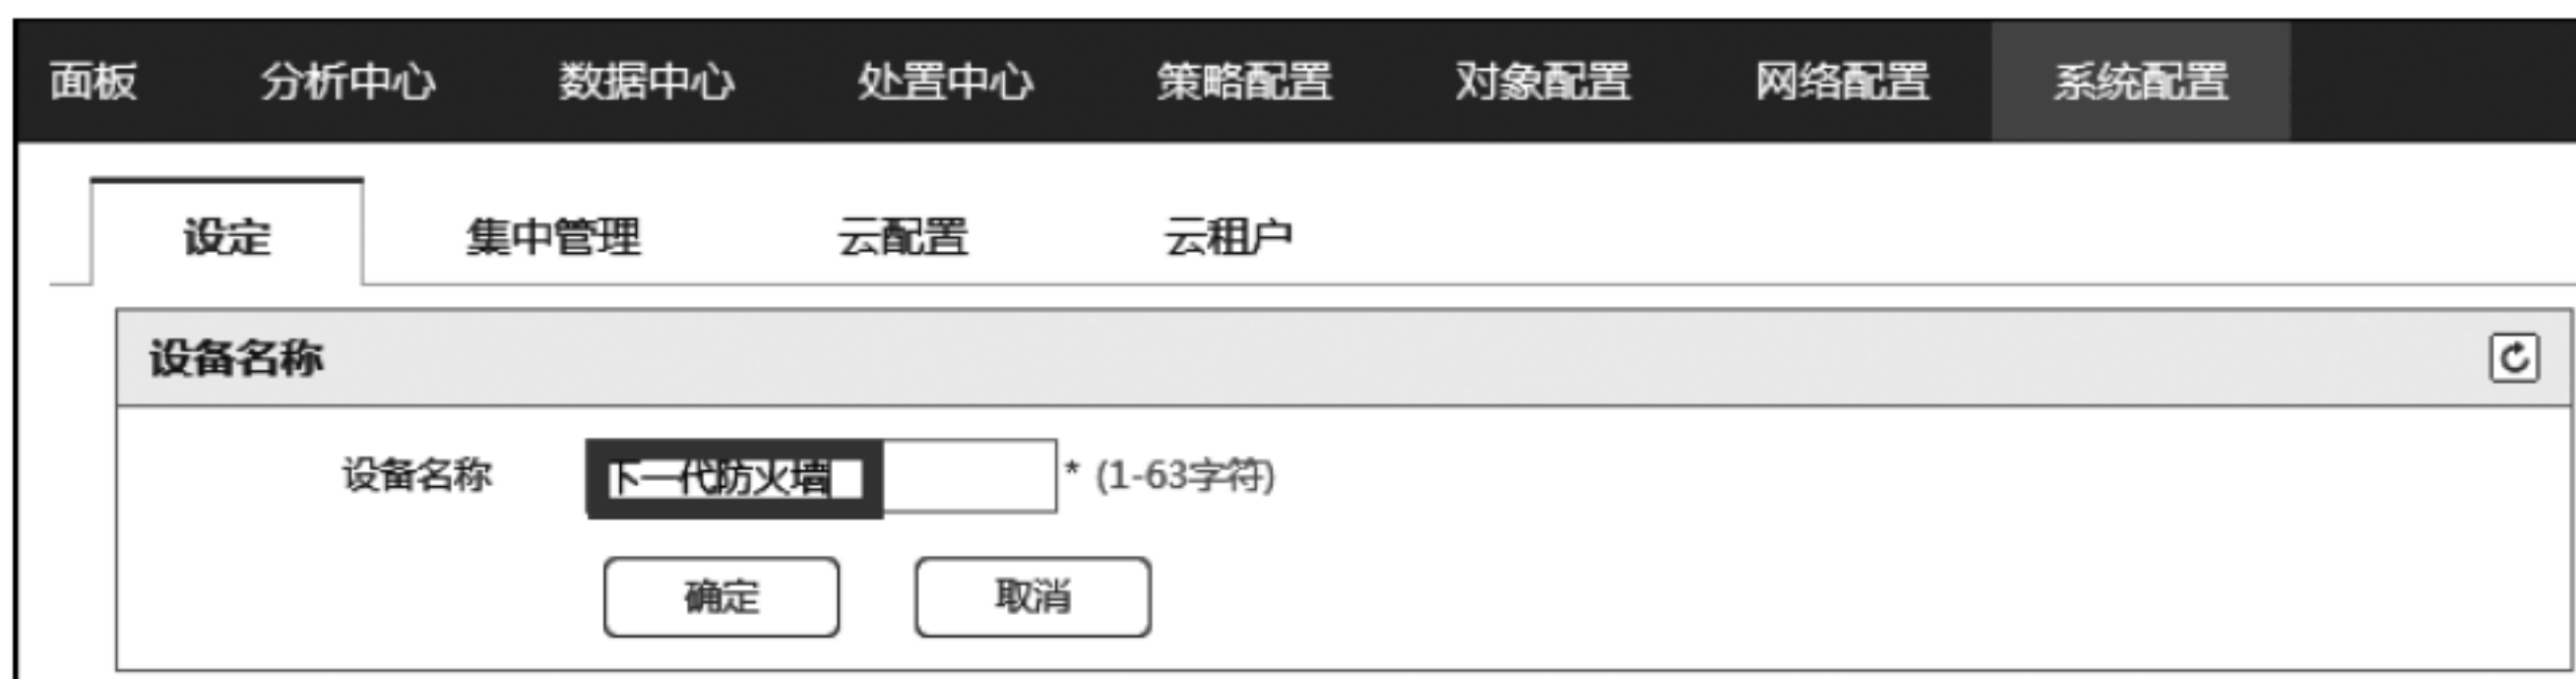 面板 分析中心 数据中心 处置中心 策略配置 对象配置 网络配置 系统配置
设定 集中管理 云配置 云租户
设备名称
设备名称 下一代防火墙 * (1-63字符)
确定 取消